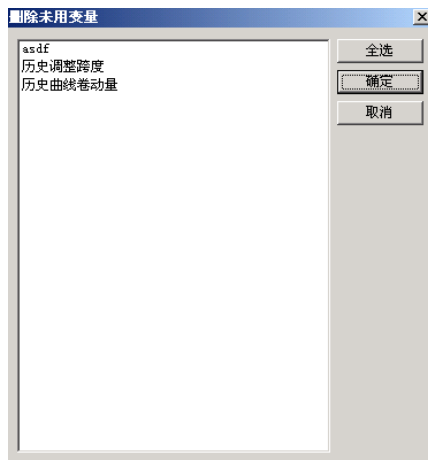 删除未用变量
asdf
历史调整跨度
历史曲线卷动量
全选
确定
取消